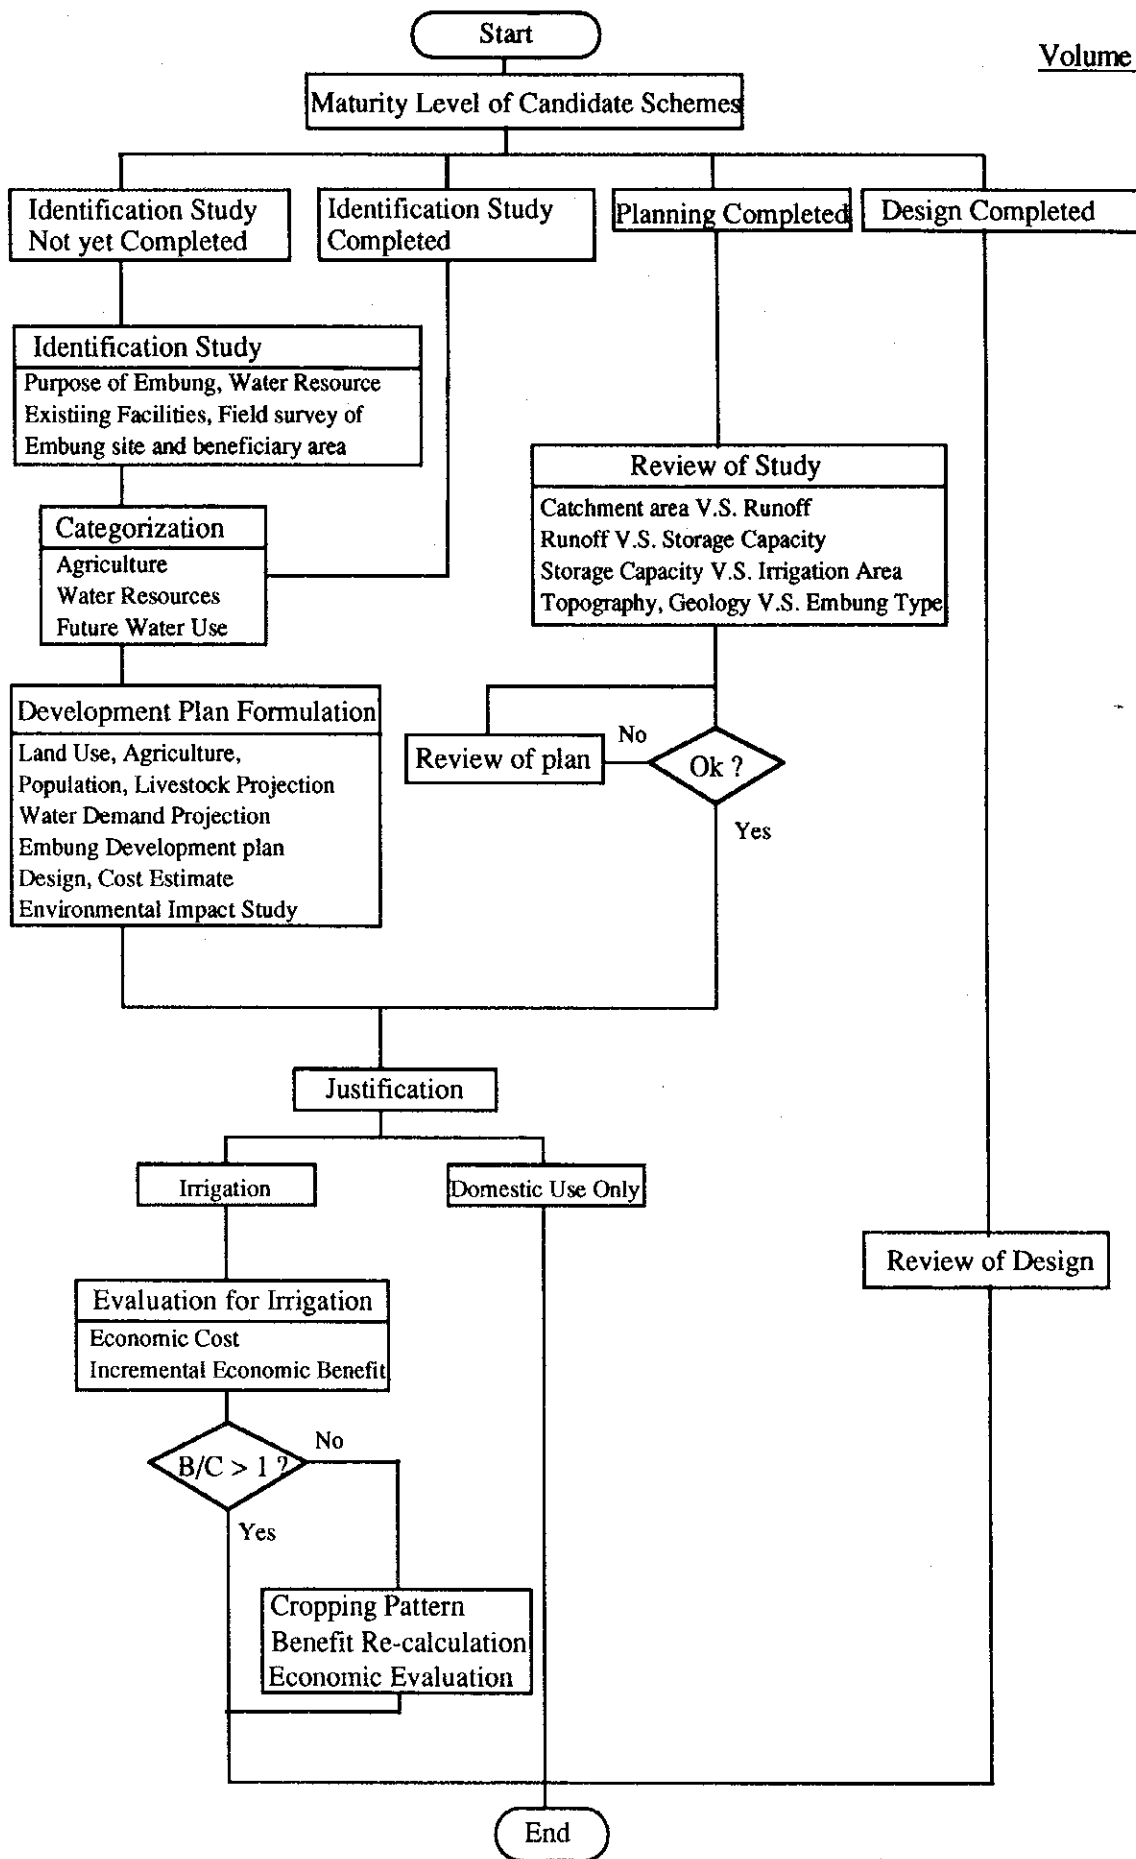 Start
Volume
Maturity Level of Candidate Schemes
Identification Study
Not yet Completed
Identification Study
Completed
Planning Completed
Design Completed
Identification Study
Purpose of Embung, Water Resource
Existiing Facilities, Field survey of
Embung site and beneficiary area
Categorization
Agriculture
Water Resources
Future Water Use
Review of Study
Catchment area V.S. Runoff
Runoff V.S. Storage Capacity
Storage Capacity V.S. Irrigation Area
Topography, Geology V.S. Embung Type
Development Plan Formulation
Land Use, Agriculture,
Population, Livestock Projection
Water Demand Projection
Embung Development plan
Design, Cost Estimate
Environmental Impact Study
Review of plan
No
Ok ?
Yes
Justification
Irrigation
Domestic Use Only
Review of Design
Evaluation for Irrigation
Economic Cost
Incremental Economic Benefit
B/C > 1 ?
No
Yes
Cropping Pattern
Benefit Re-calculation
Economic Evaluation
End